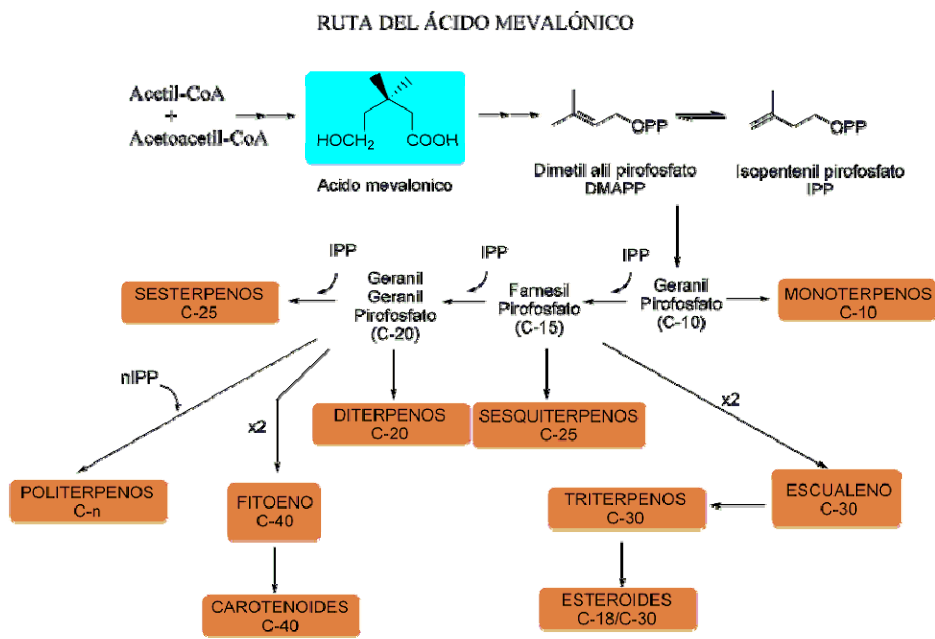 RUTA DEL ÁCIDO MEVALÓNICO
Acetil-CoA
+
Acetoacetil-CoA
HOCH2
COOH
Acido mevalonico
OPP
Dimetil alil pirofosfato
DMAPP
OPP
Isopentenil pirofosfato
IPP
IPP
IPP
IPP
SESTERPENOS
C-25
Geranil
Geranil
Pirofosfato
(C-20)
Farnesil
Pirofosfato
(C-15)
Geranil
Pirofosfato
(C-10)
MONOTERPENOS
C-10
nIPP
x2
DITERPENOS
C-20
SESQUITERPENOS
C-25
x2
POLITERPENOS
C-n
FITOENO
C-40
TRITERPENOS
C-30
ESCUALENO
C-30
CAROTENOIDES
C-40
ESTEROIDES
C-18/C-30